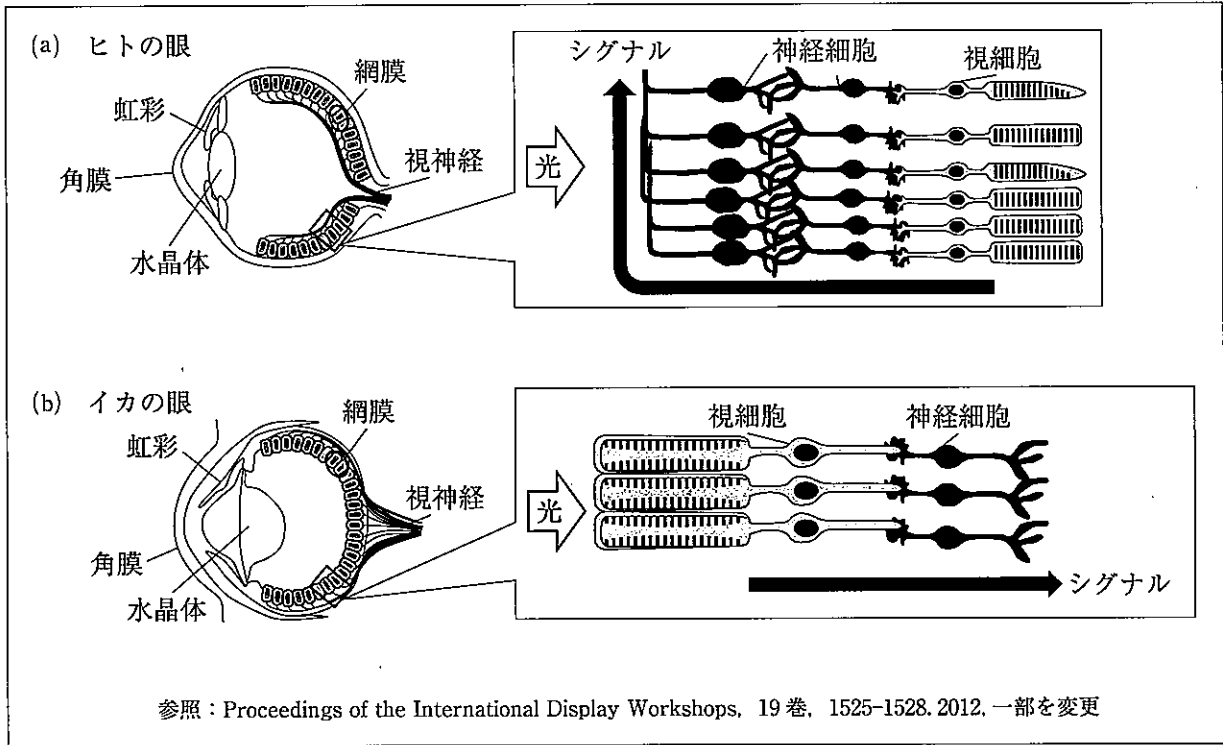 (a) ヒトの眼
網膜
虹彩
角膜
視神経
水晶体
シグナル
神経細胞
視細胞
光
(b) イカの眼
網膜
虹彩
視神経
角膜
水晶体
視細胞
神経細胞
光
シグナル
参照:Proceedings of the International Display Workshops, 19巻, 1525-1528. 2012, 一部を変更